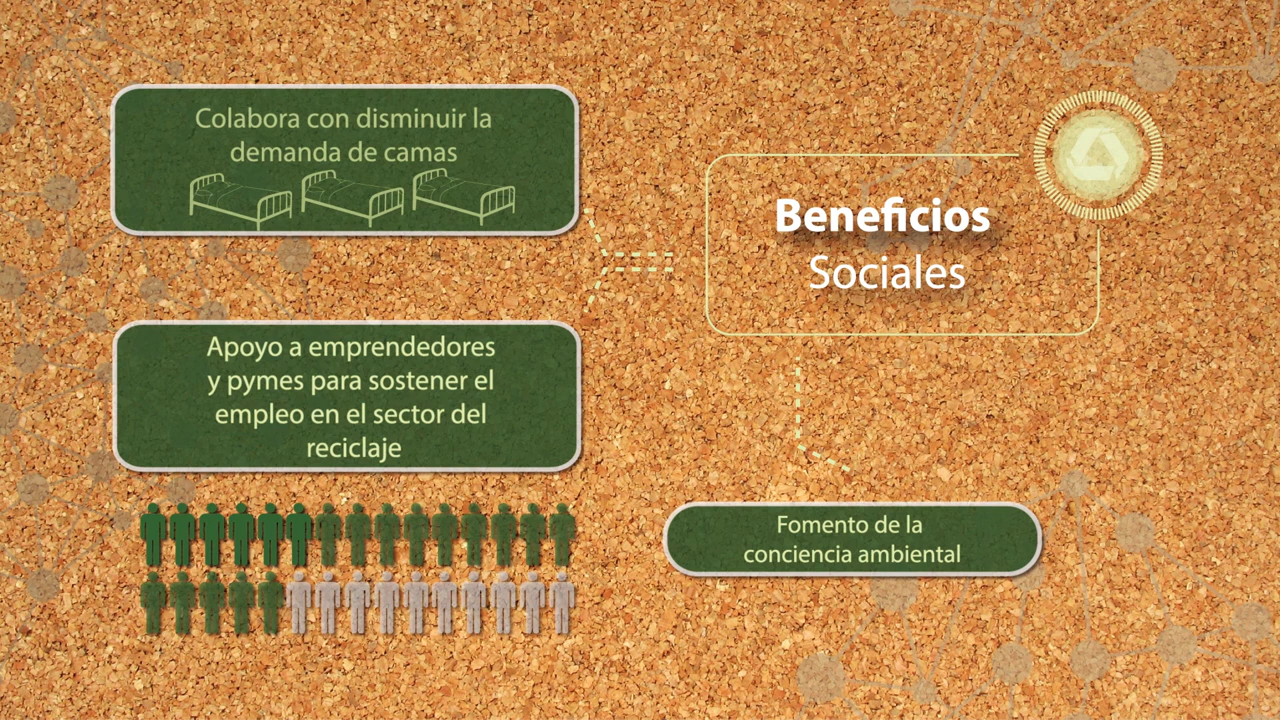 Colabora con disminuir la
demanda de camas
Beneficios
Sociales
Apoyo a emprendedores
y pymes para sostener el
empleo en el sector del
reciclaje
Fomento de la
conciencia ambiental